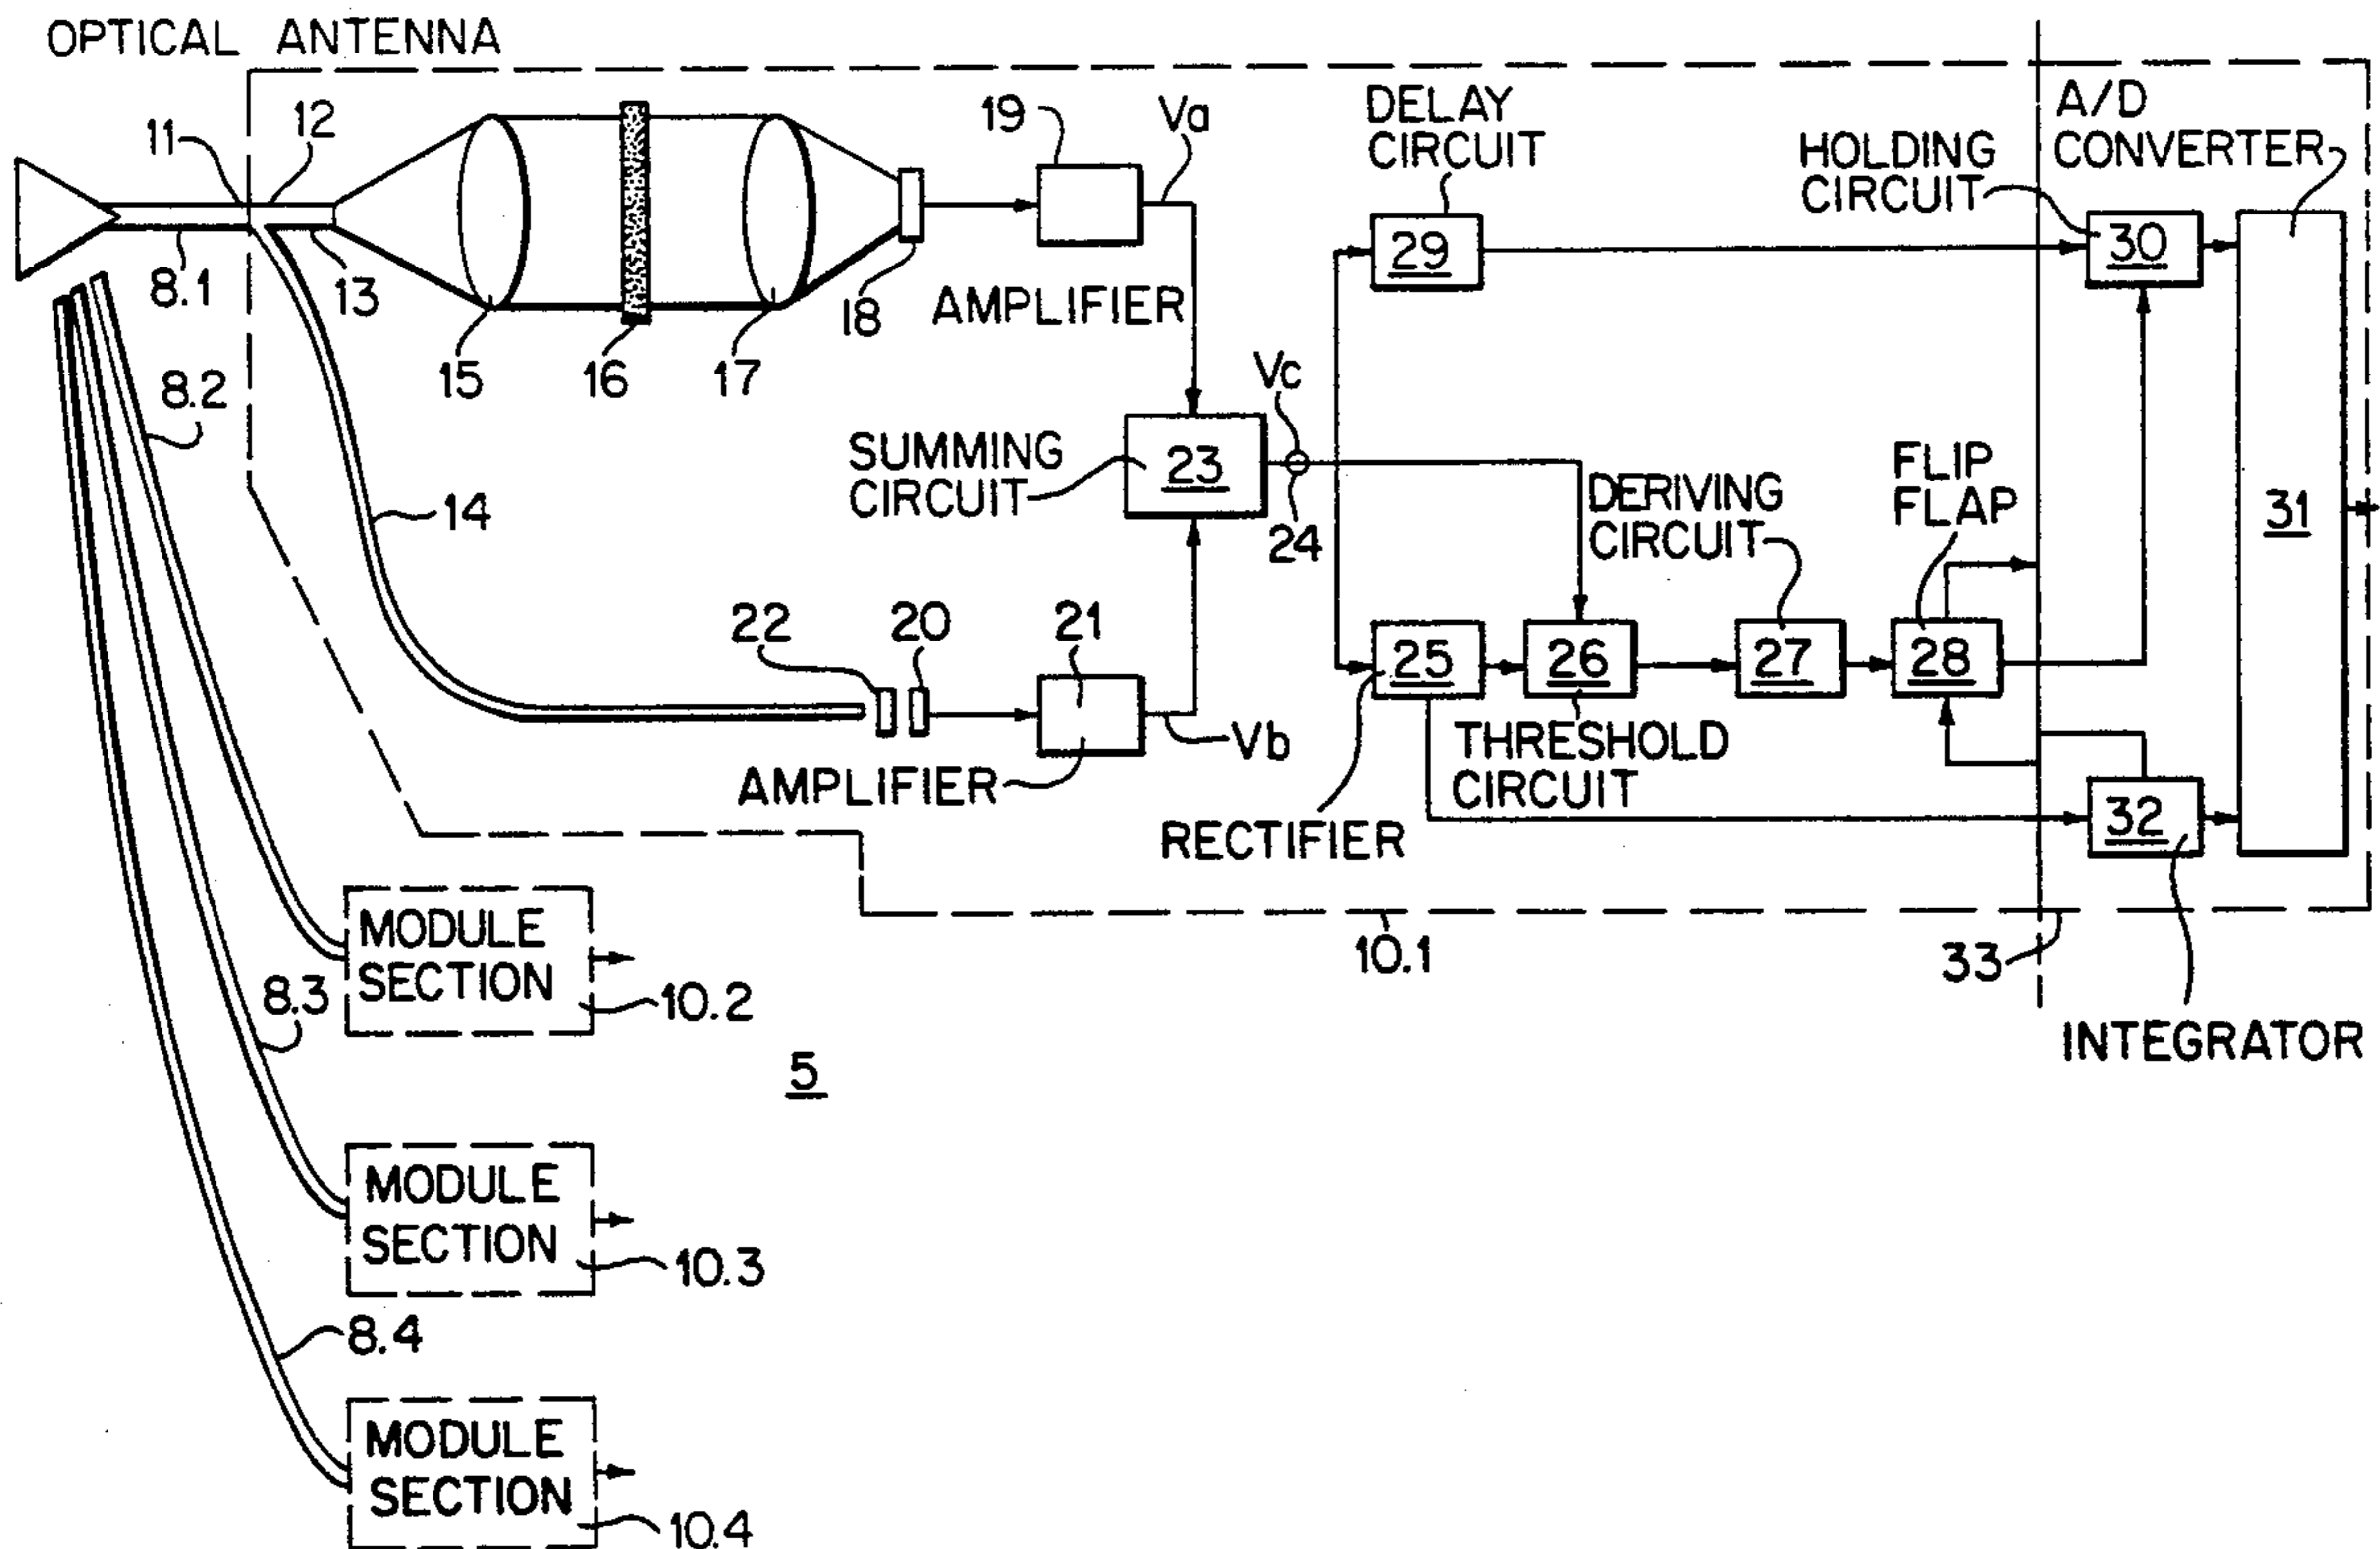 OPTICAL ANTENNA
11
12
13
8.1
8.2
14
15
16
17
18
19
Va
AMPLIFIER
DELAY
CIRCUIT
29
HOLDING
CIRCUIT
30
A/D
CONVERTER
31
SUMMING
CIRCUIT
23
Vc
24
DERIVING
CIRCUIT
FLIP
FLAP
22
20
21
Vb
AMPLIFIER
25
26
27
28
THRESHOLD
CIRCUIT
RECTIFIER
32
10.1
33
INTEGRATOR
MODULE
SECTION
10.2
8.3
5
MODULE
SECTION
10.3
8.4
MODULE
SECTION
10.4